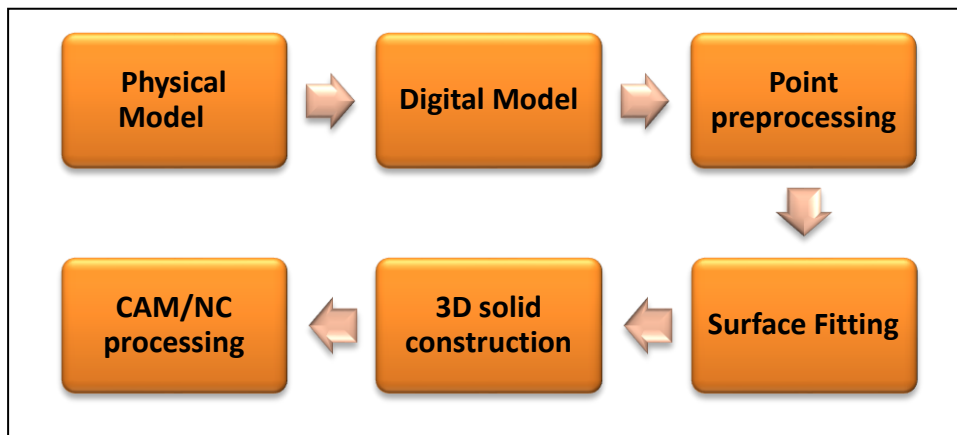 Physical
Model
Digital Model
Point
preprocessing
Surface Fitting
3D solid
construction
CAM/NC
processing